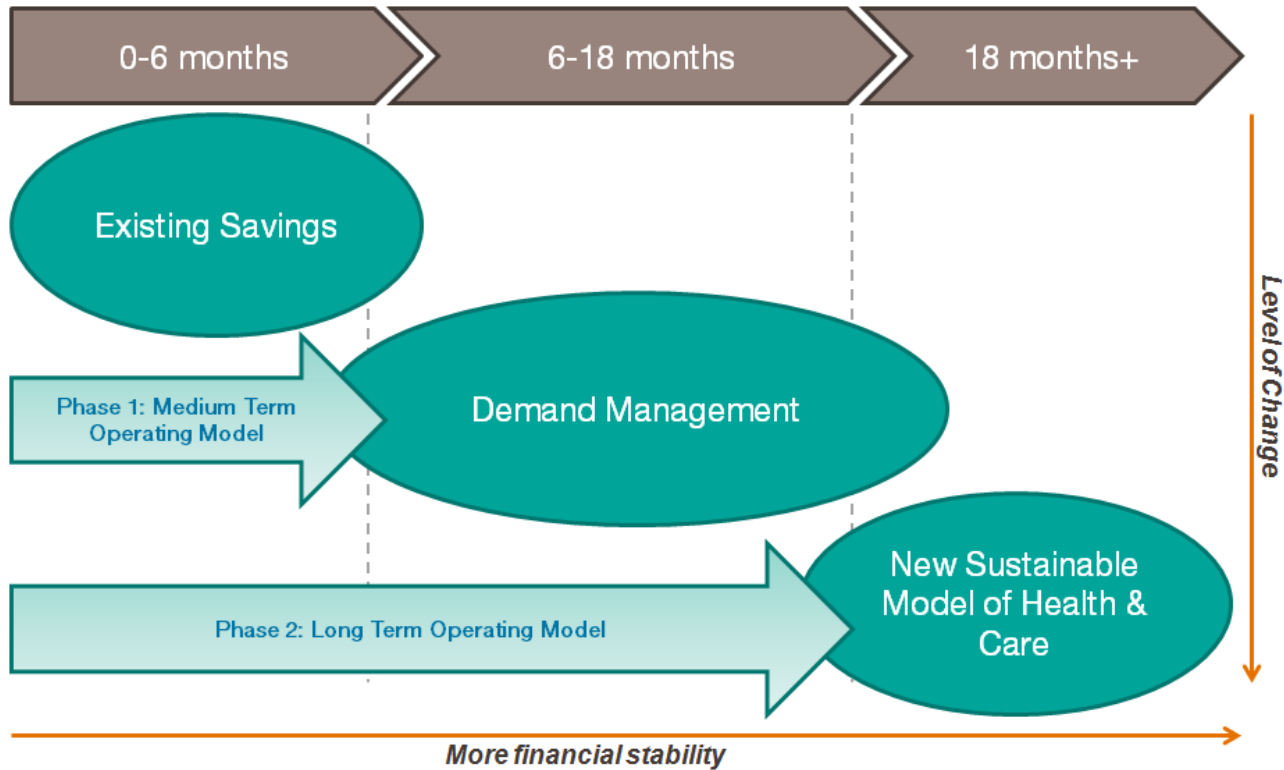 0-6 months
6-18 months
18 months+
Existing Savings
Phase 1: Medium Term
Operating Model
Demand Management
Level of Change
New Sustainable
Model of Health &
Care
Phase 2: Long Term Operating Model
More financial stability